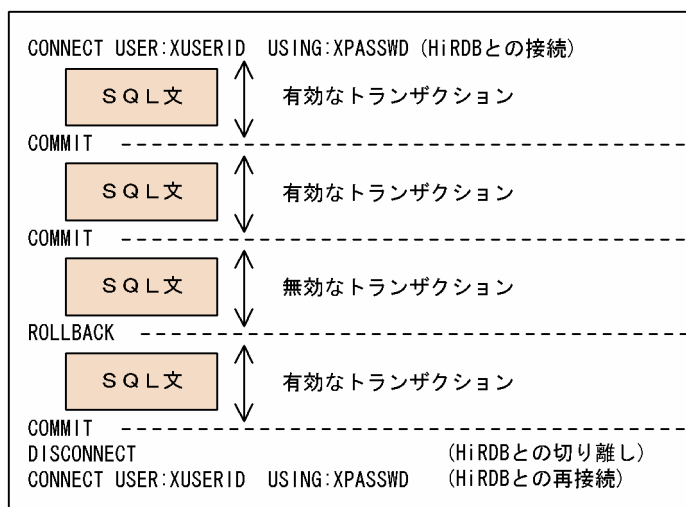 CONNECT USER:XUSERID USING:XPASSWD (HiRDBとの接続)
SQL文 有効なトランザクション
COMMIT
SQL文 有効なトランザクション
COMMIT
SQL文 無効なトランザクション
ROLLBACK
SQL文 有効なトランザクション
COMMIT
DISCONNECT (HiRDBとの切り離し)
CONNECT USER:XUSERID USING:XPASSWD (HiRDBとの再接続)